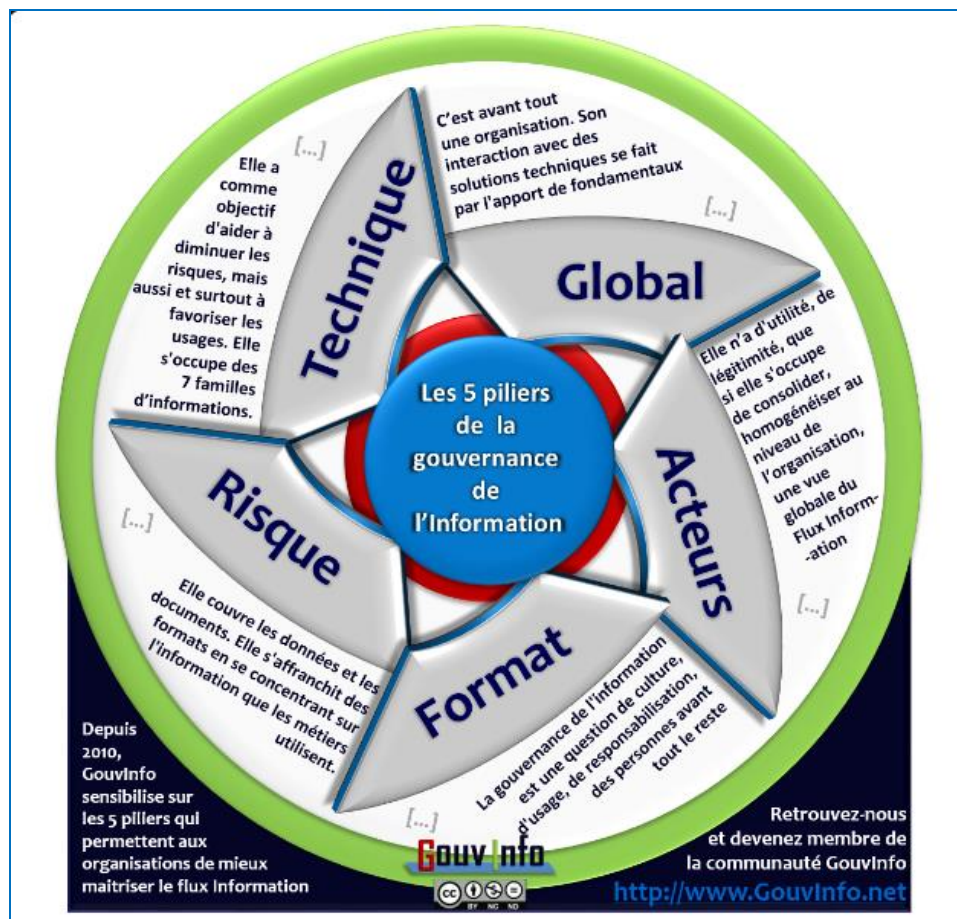 Les 5 piliers
de la
gouvernance
de
l'Information
Technique
C'est avant tout
une organisation. Son
interaction avec des
solutions techniques se fait
par l'apport de fondamentaux
[...]
Global
Elle n'a d'utilité, de
légitimité, que
si elle s'occupe
de consolider,
homogénéiser au
niveau de
l'organisation,
une vue
globale du
Flux Inform-
-ation
[...]
Acteurs
La gouvernance de l'information
est une question de culture,
d'usage, de responsabilisation,
des personnes avant
tout le reste
[...]
Format
Elle couvre les données et les
documents. Elle s'affranchit des
formats en se concentrant sur
l'information que les métiers
utilisent.
[...]
Risque
Elle a
comme
objectif
d'aider à
diminuer les
risques, mais
aussi et surtout à
favoriser les
usages. Elle
s'occupe des
7 familles
d'informations.
[...]
Depuis
2010,
GouvInfo
sensibilise sur
les 5 piliers qui
permettent aux
organisations de mieux
maitriser le flux Information
GouvInfo
cc
BY NC ND
Retrouvez-nous
et devenez membre de
la communauté GouvInfo
http://www.GouvInfo.net